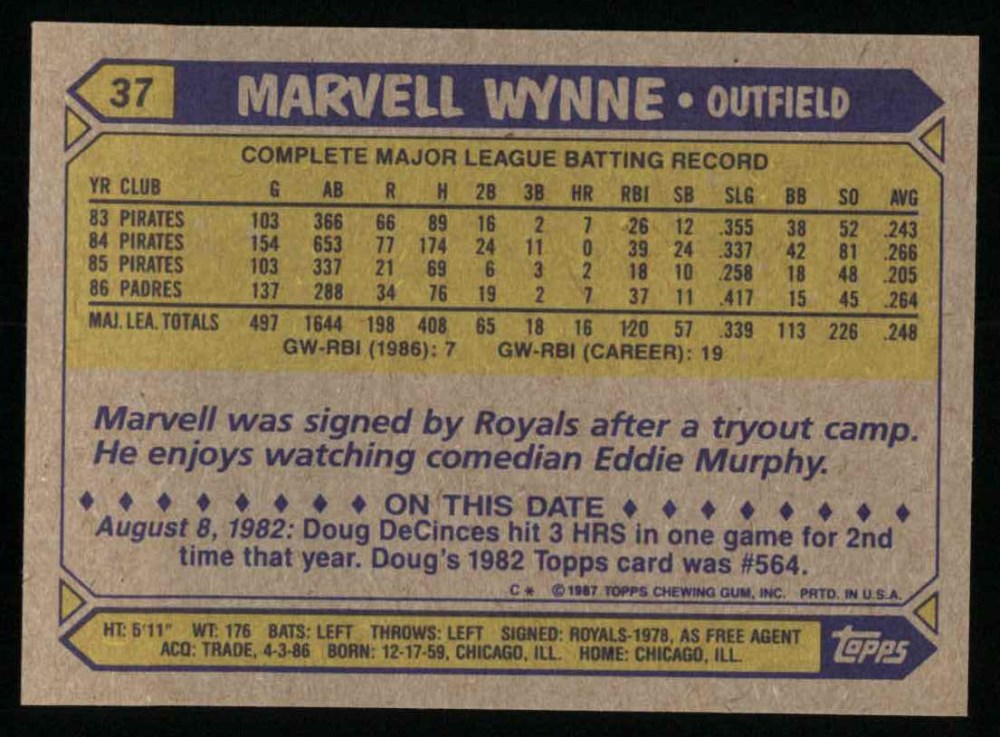 37 MARVELL WYNNE • OUTFIELD
COMPLETE MAJOR LEAGUE BATTING RECORD
YR CLUB G AB R H 2B 3B HR RBI SB SLG BB SO AVG
83 PIRATES 103 366 66 89 16 2 7 26 12 .355 38 52 .243
84 PIRATES 154 653 77 174 24 11 0 39 24 .337 42 81 .266
85 PIRATES 103 337 21 69 6 3 2 18 10 .258 18 48 .205
86 PADRES 137 288 34 76 19 2 7 37 11 .417 15 45 .264
MAJ. LEA. TOTALS 497 1644 198 408 65 18 16 120 57 .339 113 226 .248
GW-RBI (1986): 7 GW-RBI (CAREER): 19
Marvell was signed by Royals after a tryout camp.
He enjoys watching comedian Eddie Murphy.
♦ ♦ ♦ ♦ ♦ ♦ ♦ ♦ ON THIS DATE ♦ ♦ ♦ ♦ ♦ ♦ ♦ ♦
August 8, 1982: Doug DeCinces hit 3 HRS in one game for 2nd
time that year. Doug's 1982 Topps card was #564.
C* ©1987 TOPPS CHEWING GUM, INC. PRTD. IN U.S.A.
HT: 5'11" WT: 176 BATS: LEFT THROWS: LEFT SIGNED: ROYALS-1978, AS FREE AGENT
ACQ: TRADE, 4-3-86 BORN: 12-17-59, CHICAGO, ILL. HOME: CHICAGO, ILL.
Topps